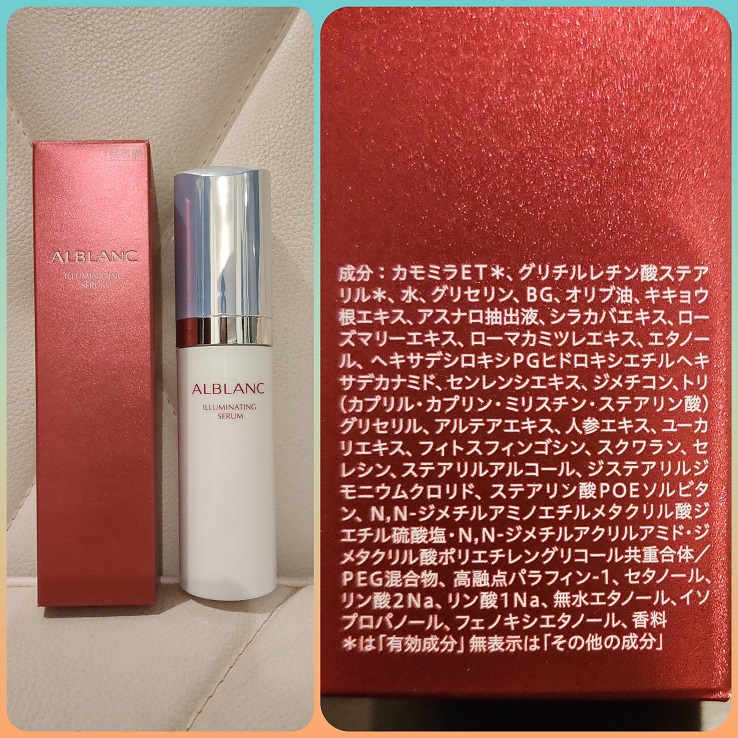 ALBLANC
ILLUMINATING
SERUM
ALBLANC
ILLUMINATING
SERUM
成分：カモミラET＊、グリチルレチン酸ステア
リル＊、水、グリセリン、BG、オリブ油、キキョウ
根エキス、アスナロ抽出液、シラカバエキス、ロー
ズマリーエキス、ローマカミツレエキス、エタノー
ル、ヘキサデシロキシPGヒドロキシエチルヘキ
サデカナミド、センレンシエキス、ジメチコン、トリ
（カプリル・カプリン・ミリスチン・ステアリン酸）
グリセリル、アルテアエキス、人参エキス、ユーカ
リエキス、フィトスフィンゴシン、スクワラン、セ
レシン、ステアリルアルコール、ジステアリルジ
モニウムクロリド、ステアリン酸POEソルビタ
ン、N,N-ジメチルアミノエチルメタクリル酸ジ
エチル硫酸塩・N,N-ジメチルアクリルアミド・ジ
メタクリル酸ポリエチレングリコール共重合体／
PEG混合物、高融点パラフィン-1、セタノール、
リン酸2Na、リン酸1Na、無水エタノール、イソ
プロパノール、フェノキシエタノール、香料
＊は「有効成分」無表示は「その他の成分」